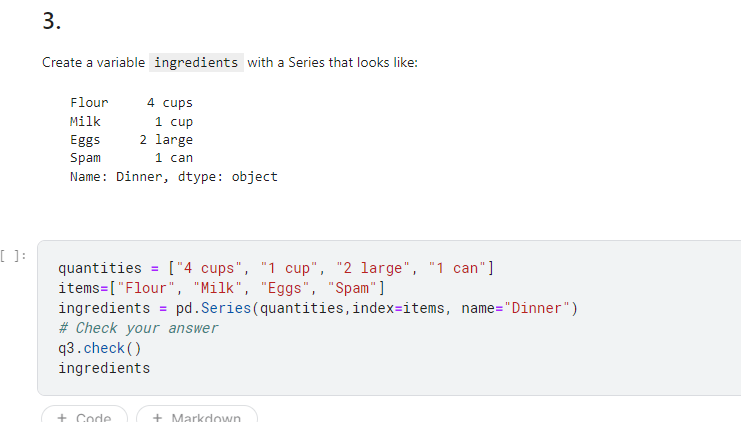 3.
Create a variable ingredients with a Series that looks like:
Flour     4 cups
Milk       1 cup
Eggs     2 large
Spam       1 can
Name: Dinner, dtype: object
[ ]:
quantities = ["4 cups", "1 cup", "2 large", "1 can"]
items=["Flour", "Milk", "Eggs", "Spam"]
ingredients = pd.Series(quantities,index=items, name="Dinner")
# Check your answer
q3.check()
ingredients
+ Code + Markdown